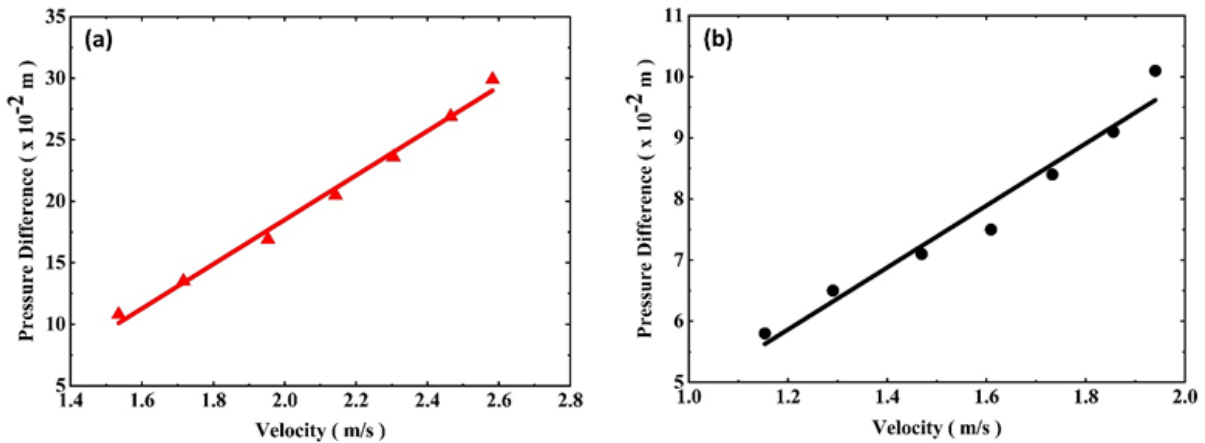 (a)
35
30
25
20
15
10
5
Pressure Difference ( x 10⁻² m )
1.4 1.6 1.8 2.0 2.2 2.4 2.6 2.8
Velocity ( m/s )
(b)
11
10
9
8
7
6
5
Pressure Difference ( x 10⁻² m )
1.0 1.2 1.4 1.6 1.8 2.0
Velocity ( m/s )